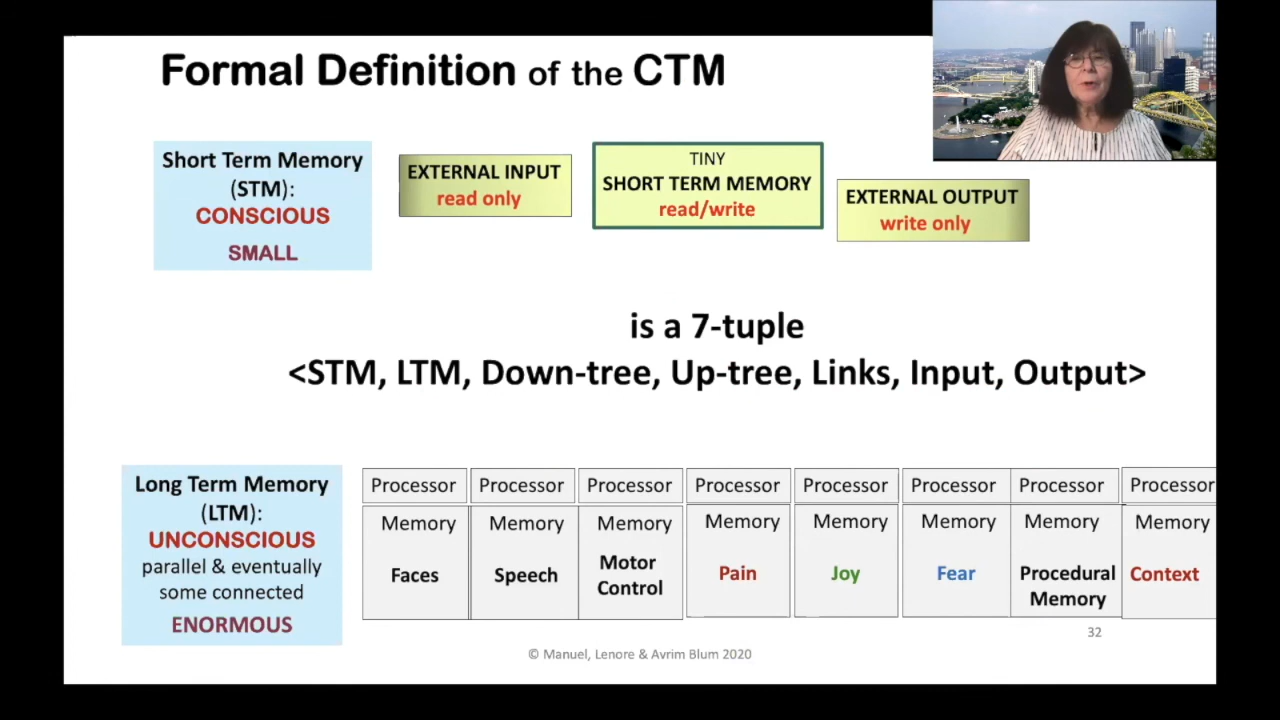 Formal Definition of the CTM
Short Term Memory
(STM):
CONSCIOUS
SMALL
EXTERNAL INPUT
read only
TINY
SHORT TERM MEMORY
read/write
EXTERNAL OUTPUT
write only
is a 7-tuple
<STM, LTM, Down-tree, Up-tree, Links, Input, Output>
Long Term Memory
(LTM):
UNCONSCIOUS
parallel & eventually
some connected
ENORMOUS
Processor Processor Processor Processor Processor Processor Processor Processor
Memory Memory Memory Memory Memory Memory Memory Memory
Faces Speech Motor Control Pain Joy Fear Procedural Memory Context
32
© Manuel, Lenore & Avrim Blum 2020